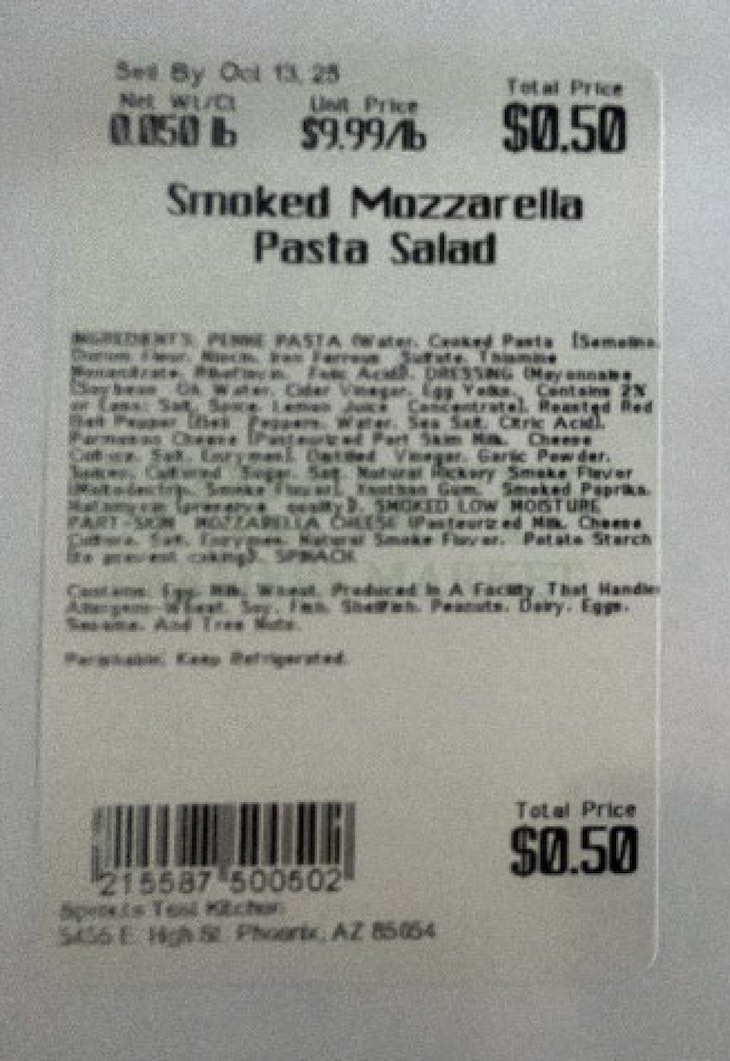 Sell By Oct 13, 25
Net Wt/Ct Unit Price Total Price
0.050 lb $9.99/lb $0.50
Smoked Mozzarella
Pasta Salad
INGREDIENTS: PENNE PASTA (Water, Cooked Pasta [Semolina,
Durum Flour, Niacin, Iron Ferrous Sulfate, Thiamine
Mononitrate, Riboflavin, Folic Acid]), DRESSING (Mayonnaise
[Soybean Oil, Water, Cider Vinegar, Egg Yolks, Contains 2%
or Less: Salt, Spice, Lemon Juice Concentrate], Roasted Red
Bell Pepper [Bell Peppers, Water, Sea Salt, Citric Acid],
Parmesan Cheese [Pasteurized Part Skim Milk, Cheese
Culture, Salt, Enzymes], Distilled Vinegar, Garlic Powder,
Spices, Cultured Sugar, Salt, Natural Hickory Smoke Flavor
[Maltodextrin, Smoke Flavor], Xanthan Gum, Smoked Paprika,
Natamycin [preserve quality]), SMOKED LOW MOISTURE
PART-SKIM MOZZARELLA CHEESE (Pasteurized Milk, Cheese
Culture, Salt, Enzymes, Natural Smoke Flavor, Potato Starch
[to prevent caking]), SPINACH.
Contains: Egg, Milk, Wheat. Produced In A Facility That Handles
Allergens-Wheat, Soy, Fish, Shellfish, Peanuts, Dairy, Eggs,
Sesame, And Tree Nuts.
Perishable. Keep Refrigerated.
MARKET
215587 500502
Total Price
$0.50
Sprouts Test Kitchen
5455 E. High St. Phoenix, AZ 85054